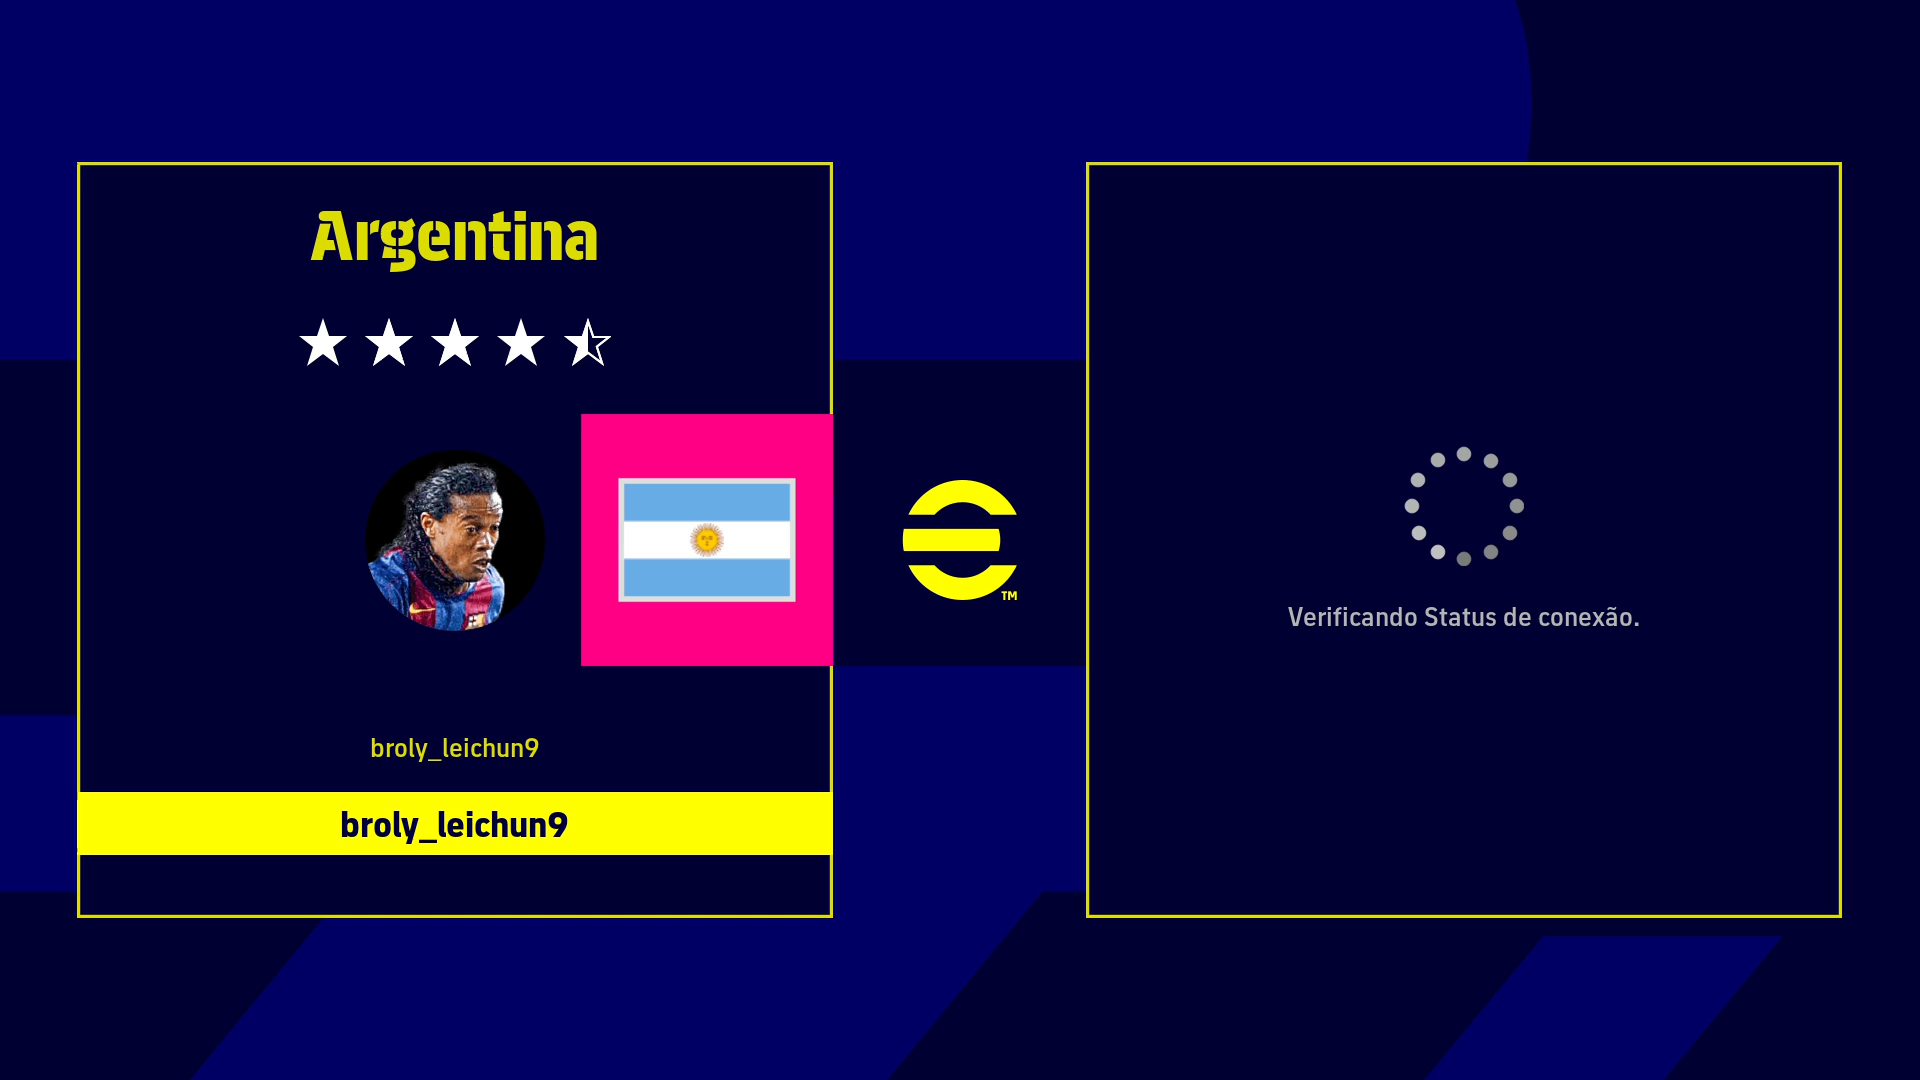 Argentina
broly_leichun9
broly_leichun9
TM
Verificando Status de conexão.